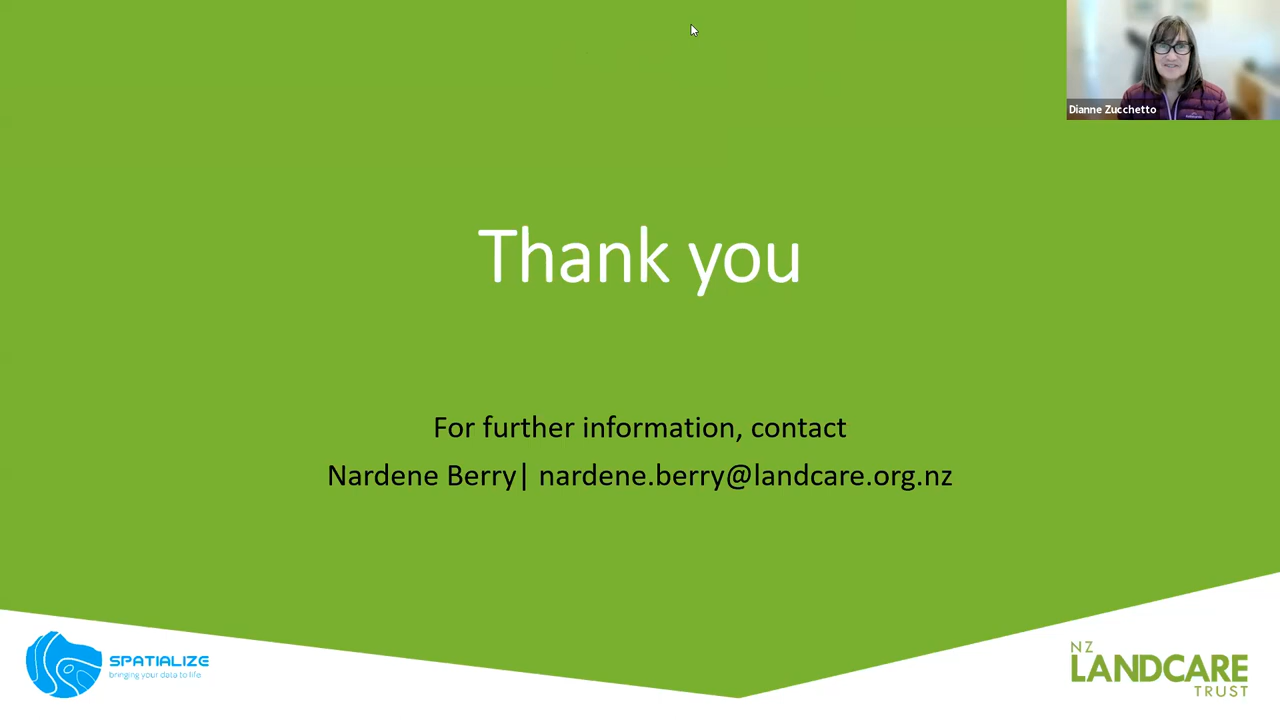 Dianne Zucchetto
Thank you
For further information, contact
Nardene Berry| nardene.berry@landcare.org.nz
SPATIALIZE
bringing your data to life
NZ
LANDCARE
TRUST